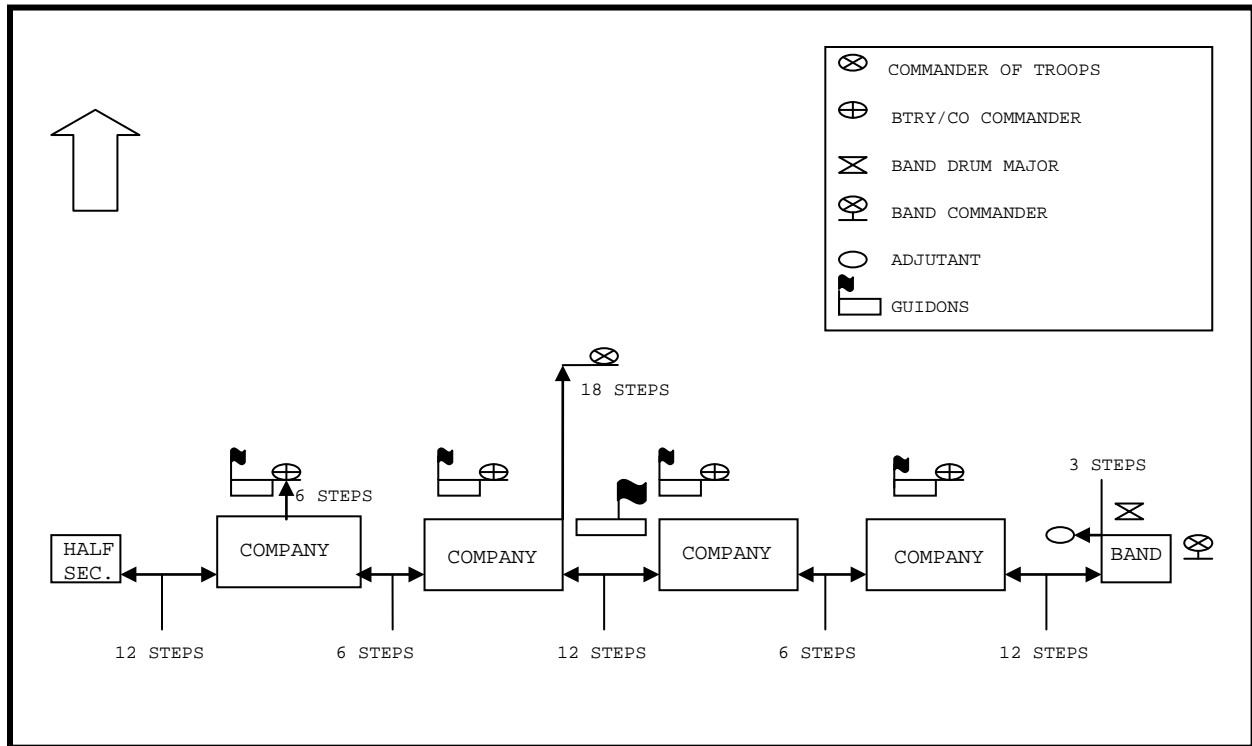 COMMANDER OF TROOPS
BTRY/CO COMMANDER
BAND DRUM MAJOR
BAND COMMANDER
ADJUTANT
GUIDONS
18 STEPS
3 STEPS
6 STEPS
HALF
SEC.
COMPANY
COMPANY
COMPANY
COMPANY
BAND
12 STEPS
6 STEPS
12 STEPS
6 STEPS
12 STEPS